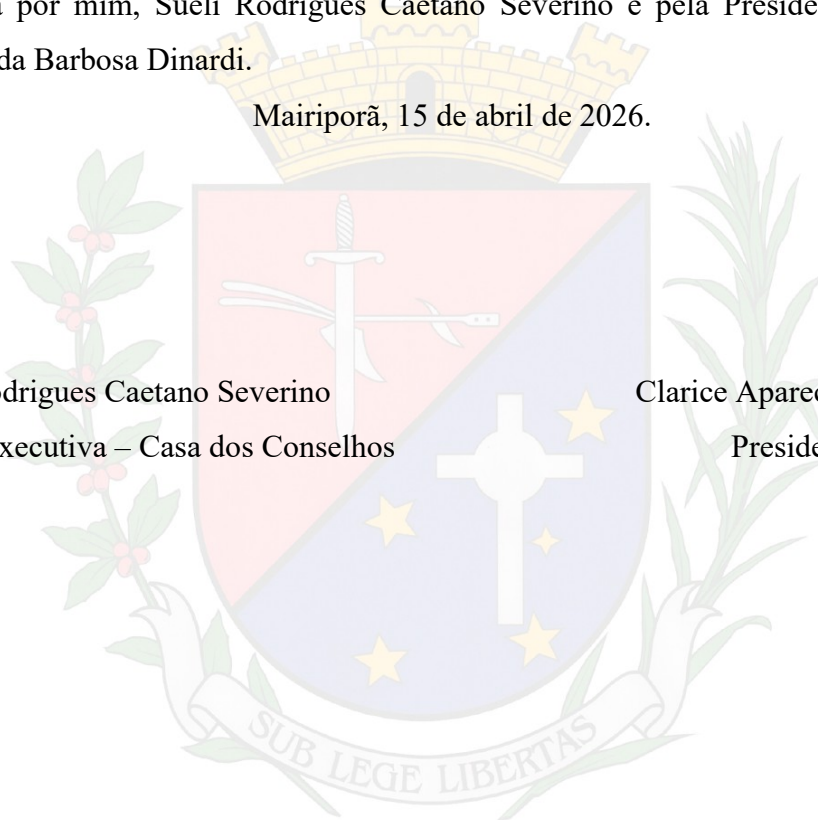 por mim, Sueli Rodrigues Caetano Severino e pela Preside
da Barbosa Dinardi.
Mairiporã, 15 de abril de 2026.
drigues Caetano Severino Clarice Apare
xecutiva – Casa dos Conselhos Preside
SUB LEGE LIBERTAS